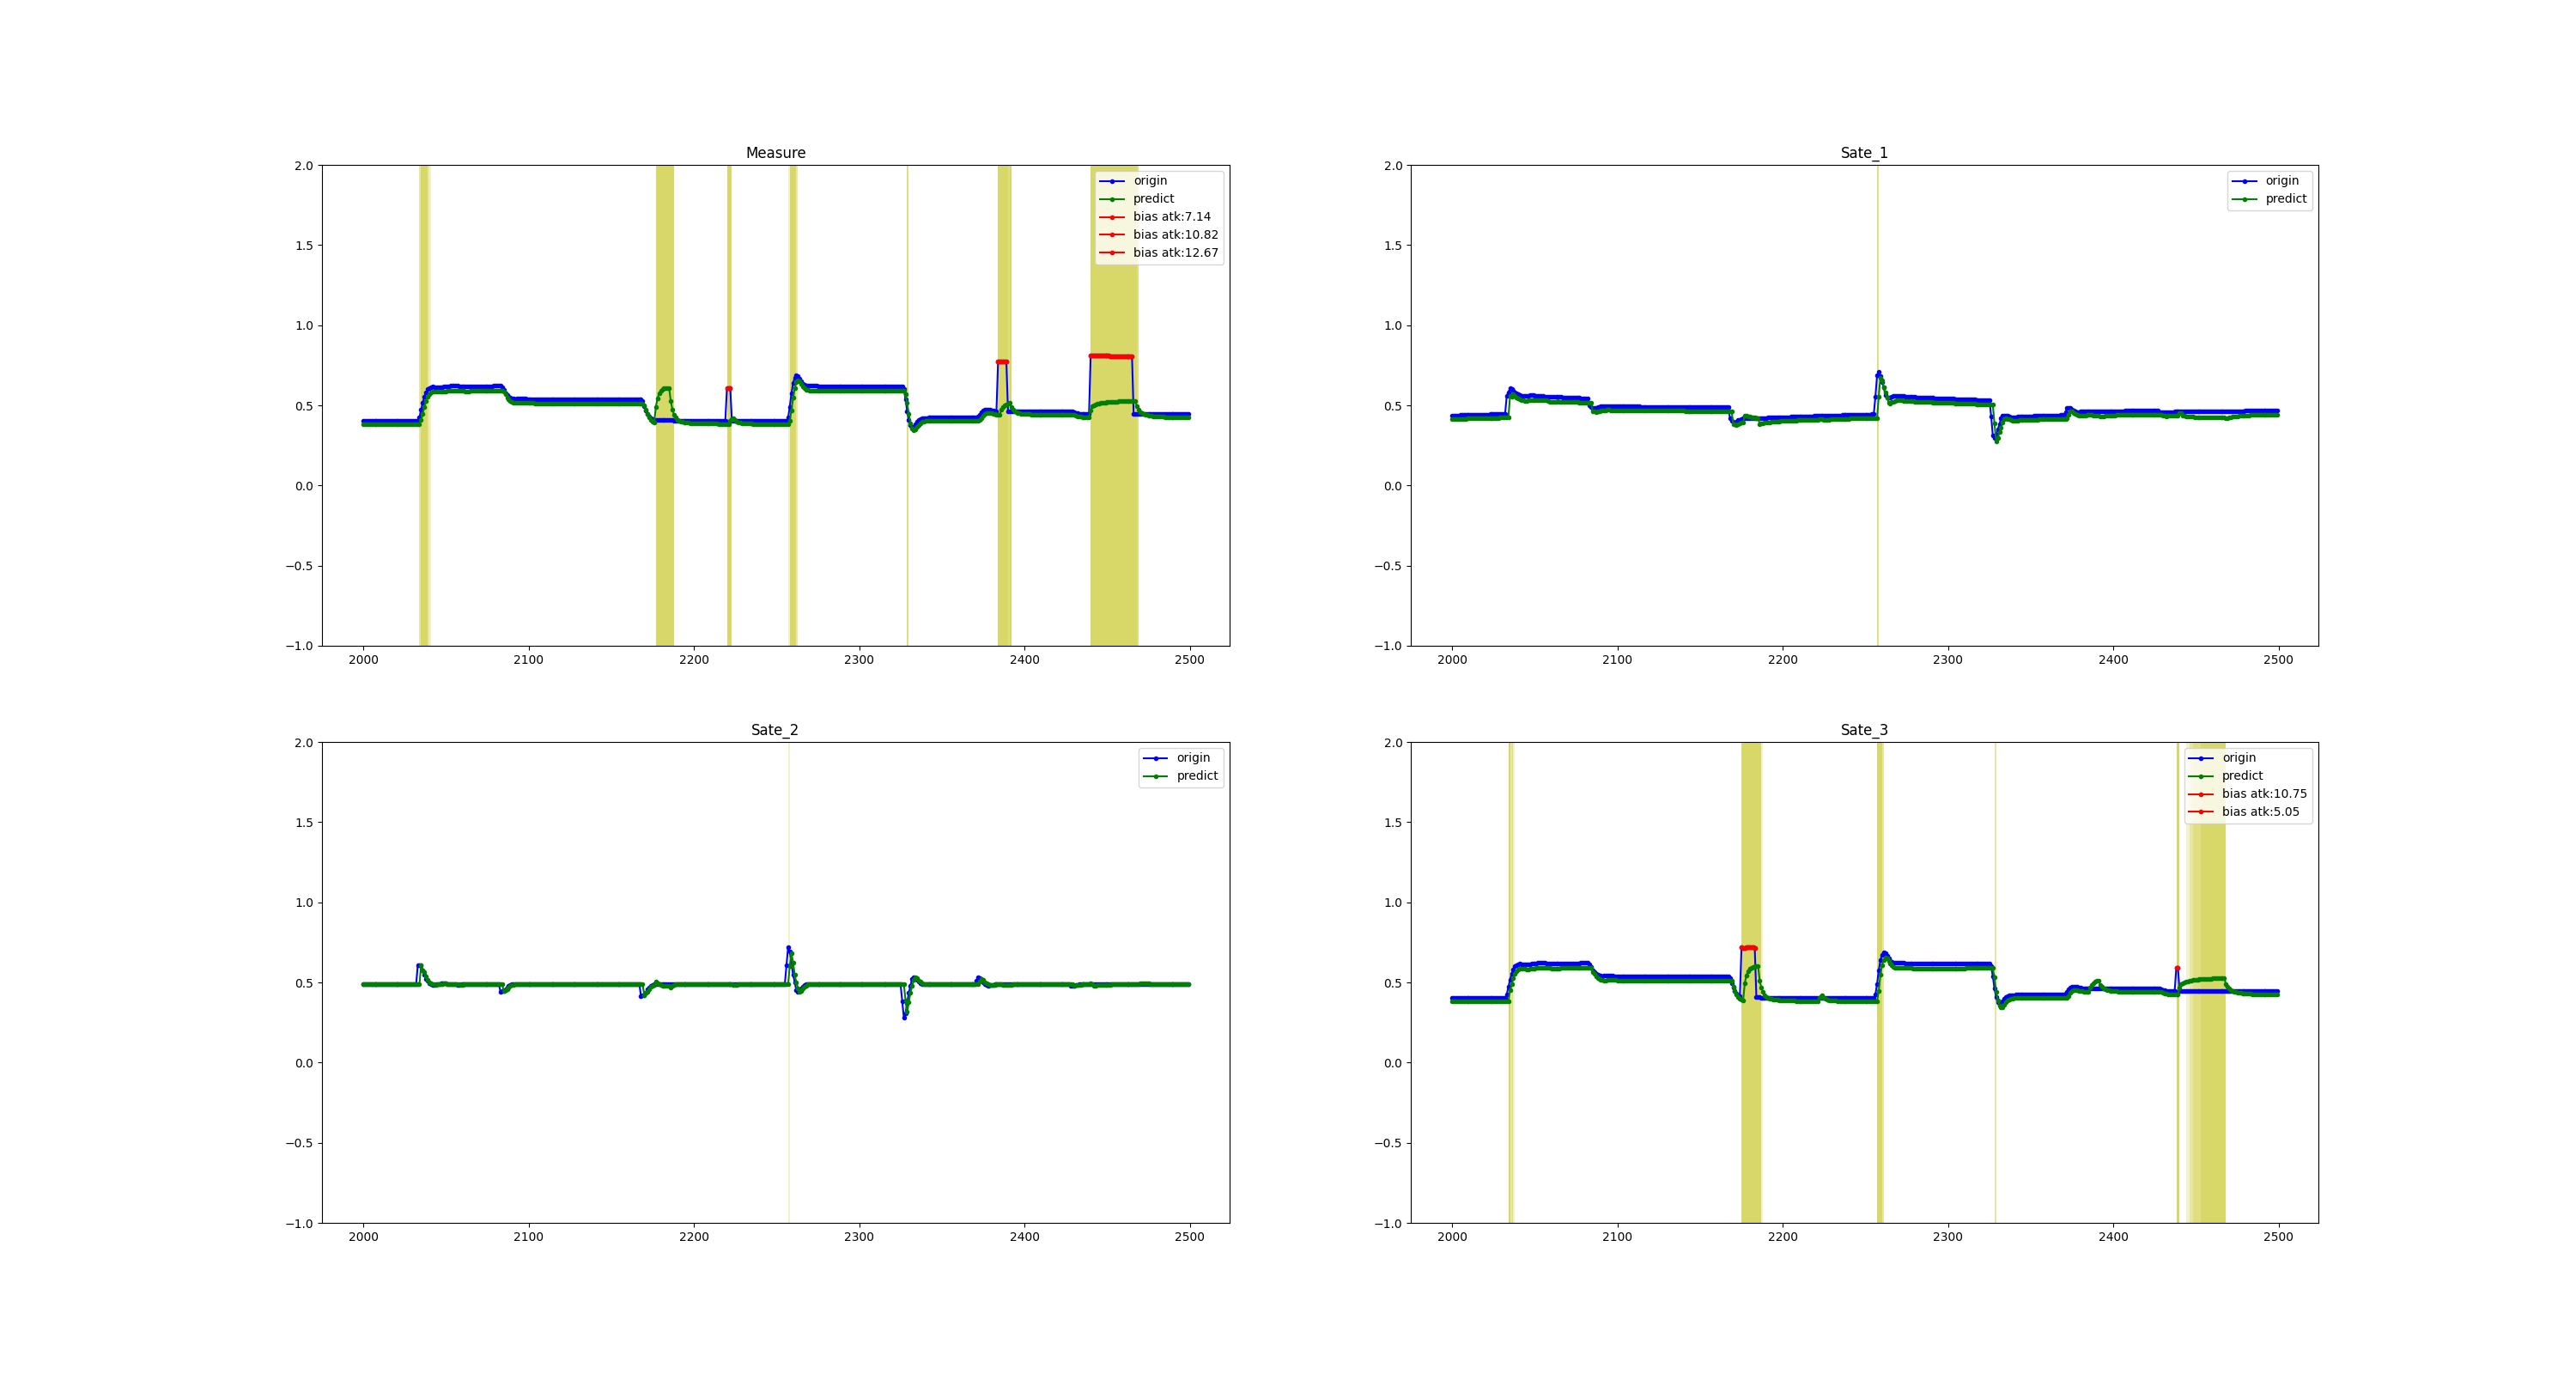 Measure
2.0
1.5
1.0
0.5
0.0
−0.5
−1.0
2000 2100 2200 2300 2400 2500
origin
predict
bias atk:7.14
bias atk:10.82
bias atk:12.67
Sate_1
2.0
1.5
1.0
0.5
0.0
−0.5
−1.0
2000 2100 2200 2300 2400 2500
origin
predict
Sate_2
2.0
1.5
1.0
0.5
0.0
−0.5
−1.0
2000 2100 2200 2300 2400 2500
origin
predict
Sate_3
2.0
1.5
1.0
0.5
0.0
−0.5
−1.0
2000 2100 2200 2300 2400 2500
origin
predict
bias atk:10.75
bias atk:5.05